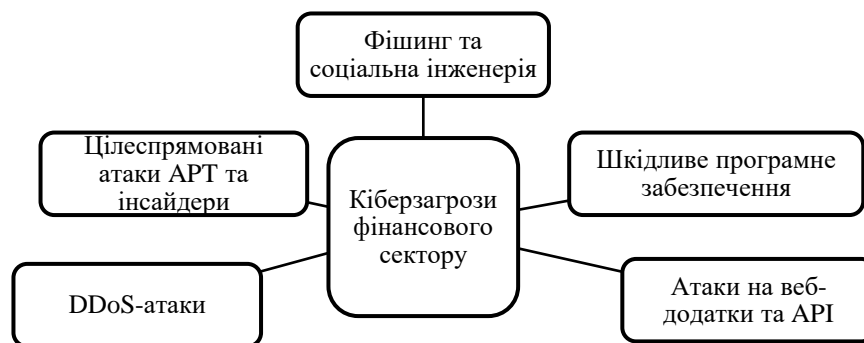 Фішинг та
соціальна інженерія
Цілеспрямовані
атаки APT та
інсайдери
Шкідливе програмне
забезпечення
Кіберзагрози
фінансового
сектору
DDoS-атаки
Атаки на веб-
додатки та API